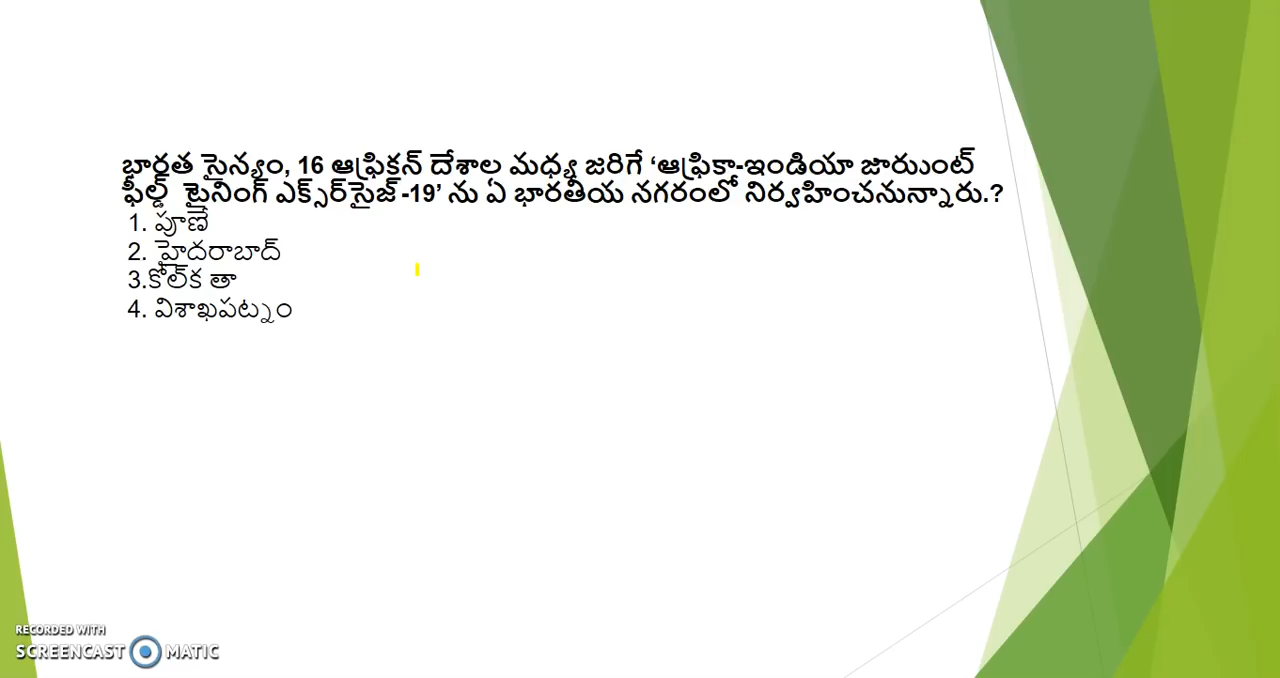 భారత సైన్యం, 16 ఆఫ్రికన్ దేశాల మధ్య జరిగే ‘ఆఫ్రికా-ఇండియా జారుుంట్
ఫీల్డ్ ట్రైనింగ్ ఎక్సర్‌సైజ్ -19’ ను ఏ భారతీయ నగరంలో నిర్వహించనున్నారు.?
1. పూణే
2. హైదరాబాద్
3.కోల్‌క తా
4. విశాఖపట్నం
RECORDED WITH
SCREENCAST MATIC